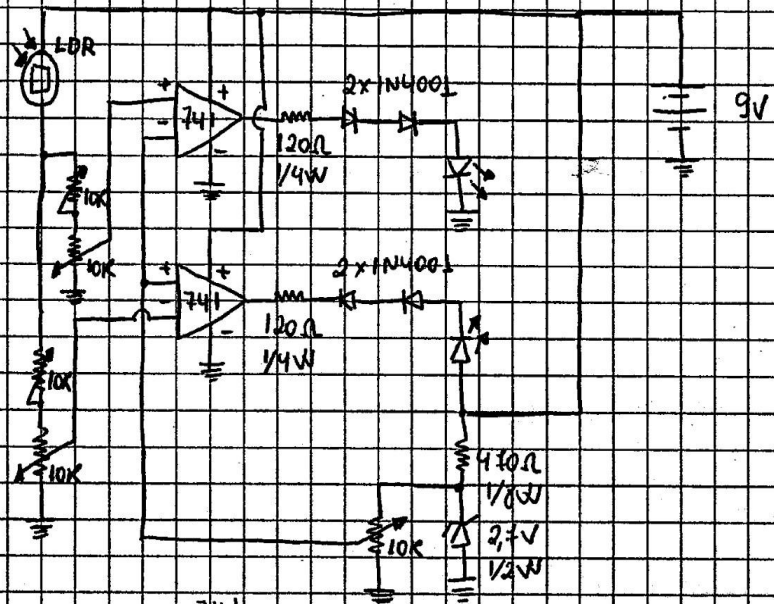 LDR
2x1N4001
9V
+
+
741
-
-
120Ω
1/4W
10K
10K
2x1N4001
+
+
741
-
-
120Ω
1/4W
10K
10K
470Ω
1/8W
10K
2,7V
1/2W